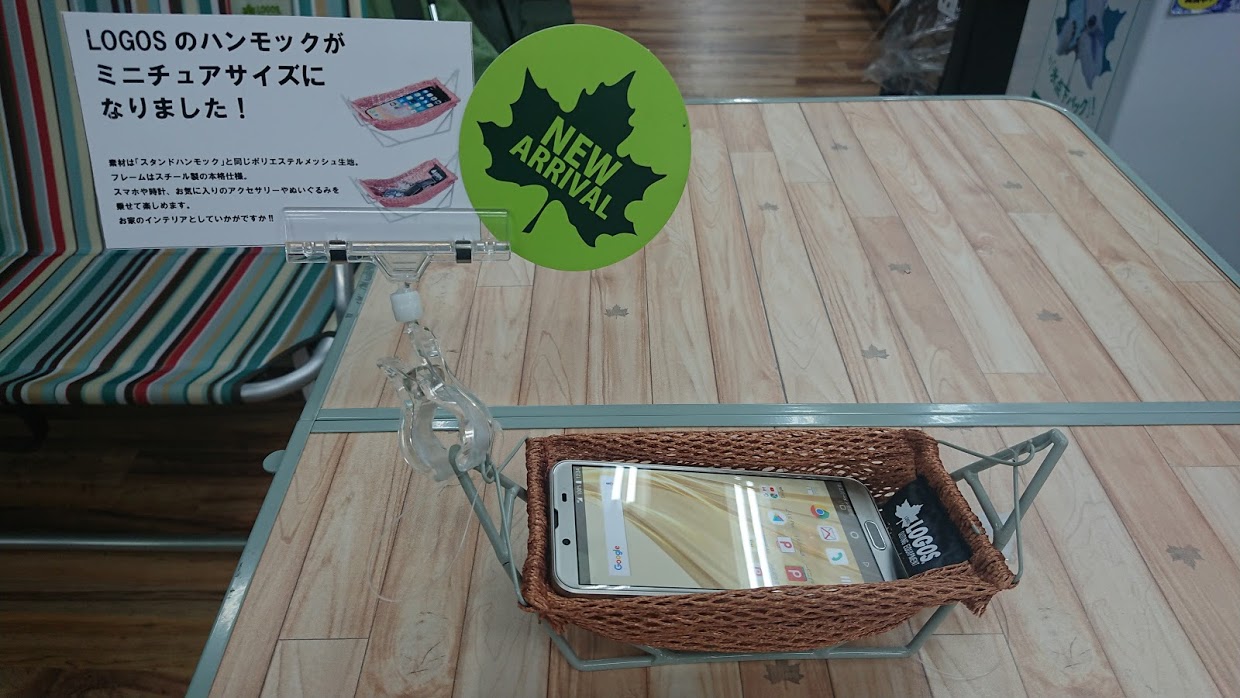 LOGOS のハンモックが
ミニチュアサイズに
なりました！
素材は「スタンドハンモック」と同じポリエステルメッシュ生地。
フレームはスチール製の本格仕様。
スマホや時計、お気に入りのアクセサリーやぬいぐるみを
乗せて楽しめます。
お家のインテリアとしていかがですか!!
NEW
ARRIVAL
LOGOS
Google
LOGOS